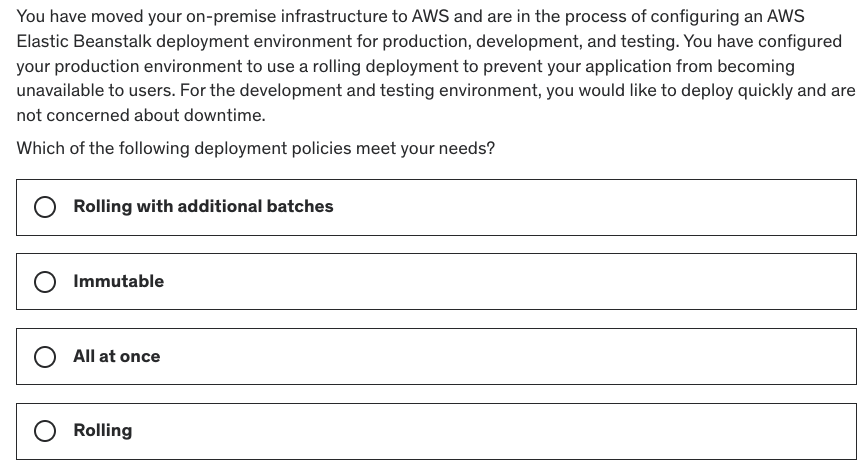 You have moved your on-premise infrastructure to AWS and are in the process of configuring an AWS
Elastic Beanstalk deployment environment for production, development, and testing. You have configured
your production environment to use a rolling deployment to prevent your application from becoming
unavailable to users. For the development and testing environment, you would like to deploy quickly and are
not concerned about downtime.
Which of the following deployment policies meet your needs?
Rolling with additional batches
Immutable
All at once
Rolling